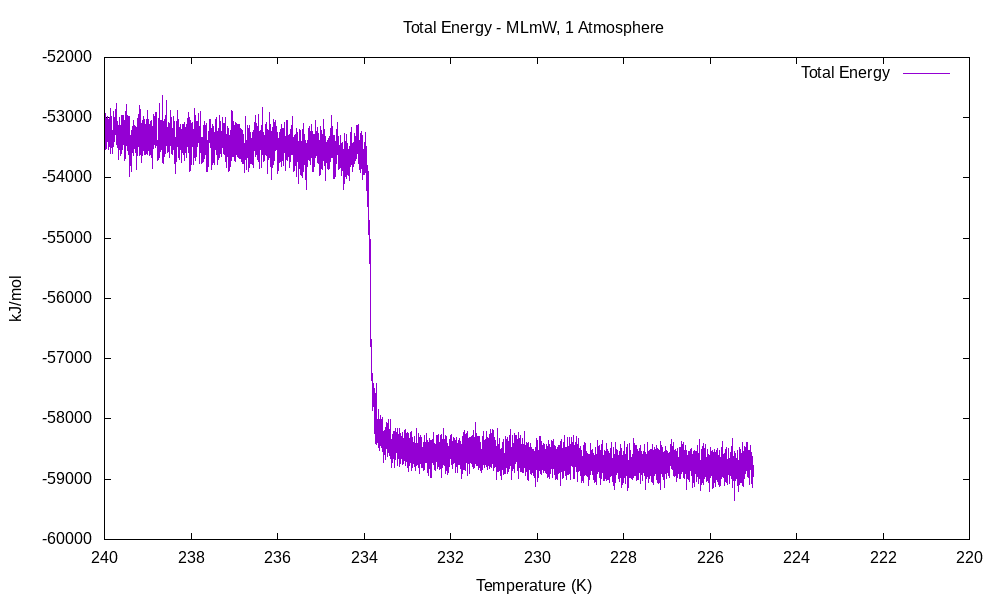 Total Energy - MLmW, 1 Atmosphere
Total Energy
-52000
-53000
-54000
-55000
-56000
-57000
-58000
-59000
-60000
kJ/mol
240 238 236 234 232 230 228 226 224 222 220
Temperature (K)